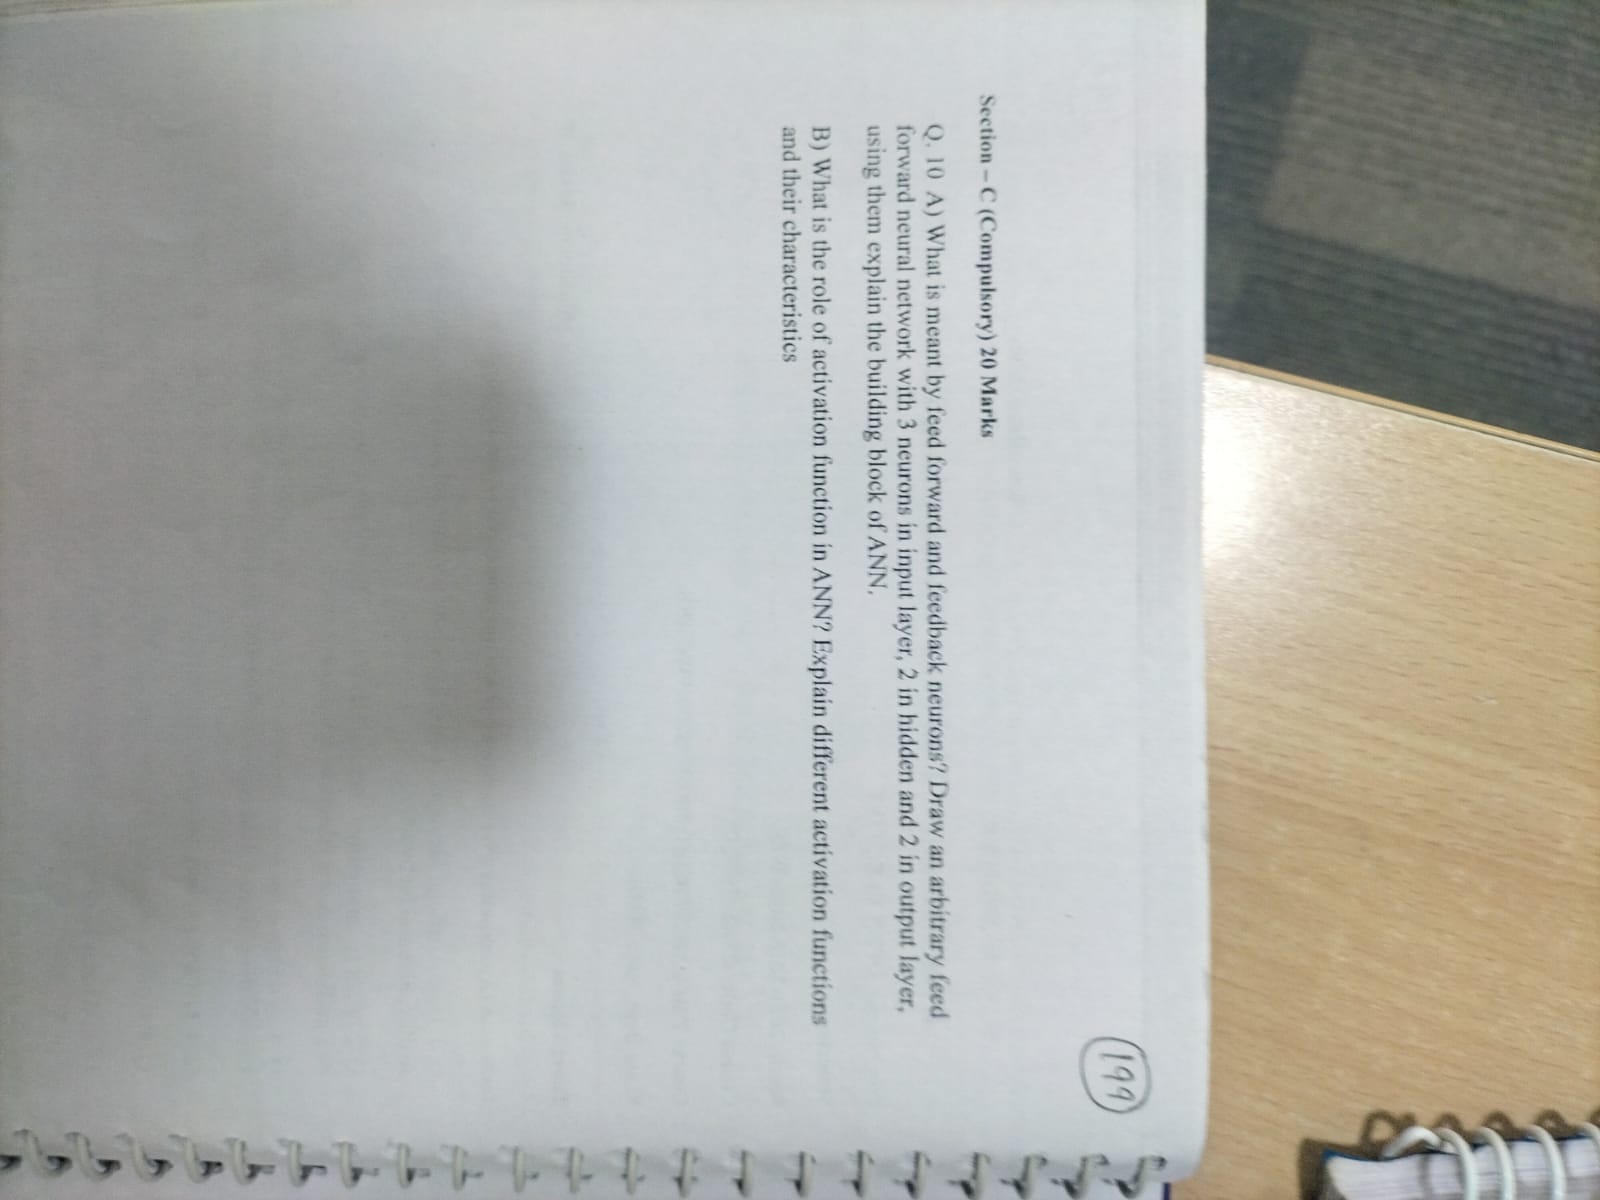 199
Section – C (Compulsory) 20 Marks
Q. 10 A) What is meant by feed forward and feedback neurons? Draw an arbitrary feed
forward neural network with 3 neurons in input layer, 2 in hidden and 2 in output layer,
using them explain the building block of ANN.
B) What is the role of activation function in ANN? Explain different activation functions
and their characteristics